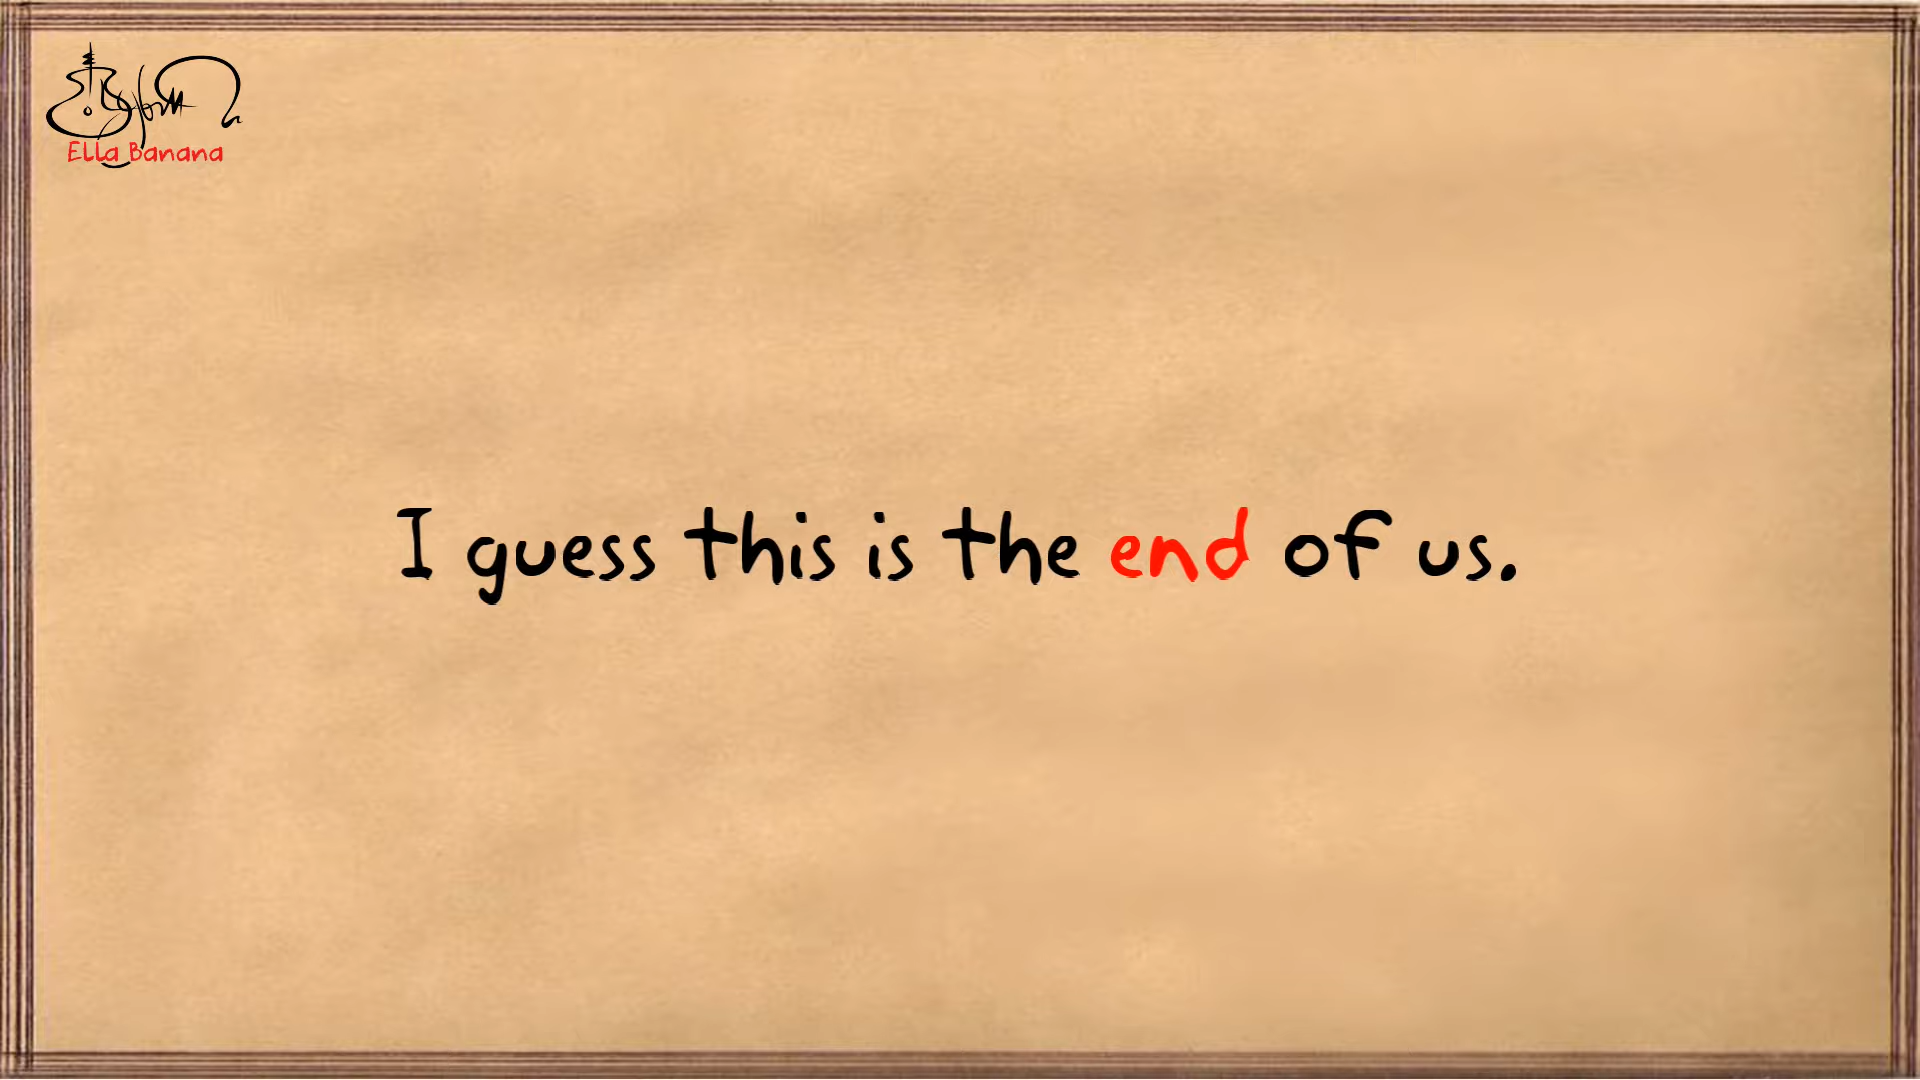 Ella Banana
I guess this is the end of us.